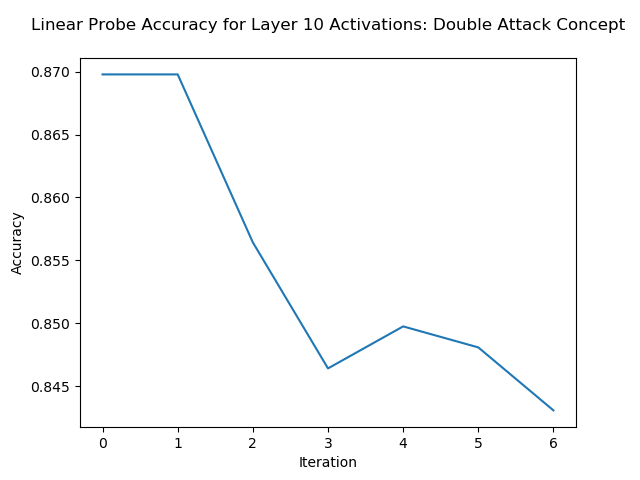 Linear Probe Accuracy for Layer 10 Activations: Double Attack Concept
0.870
0.865
0.860
0.855
0.850
0.845
Accuracy
0 1 2 3 4 5 6
Iteration